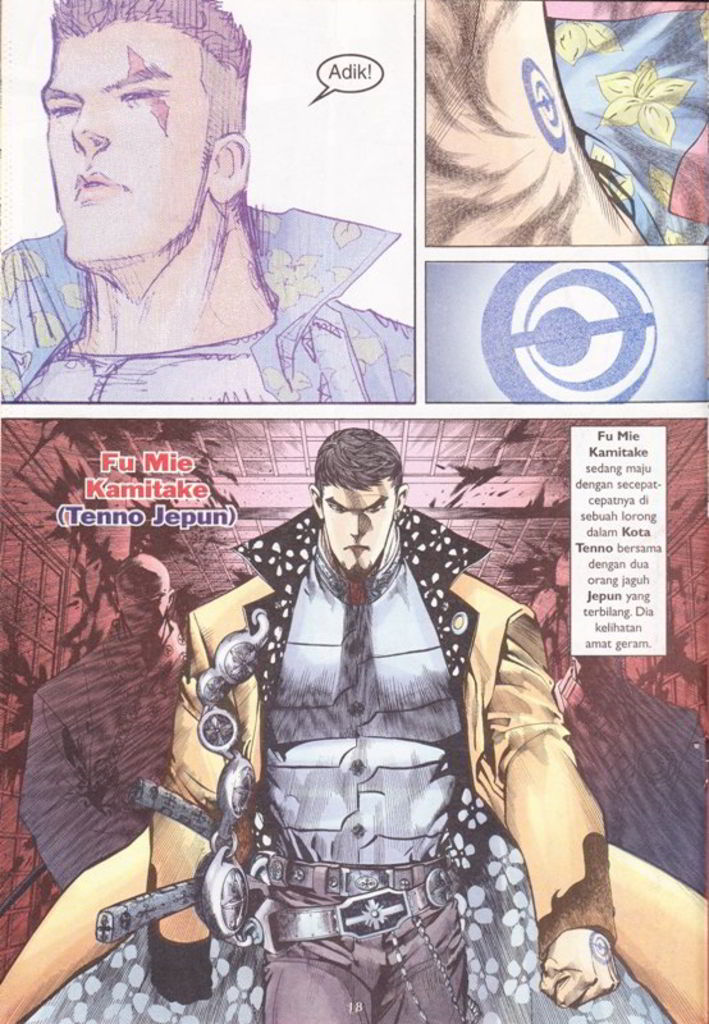 Adik!
Fu Mie
Kamitake
(Tenno Jepun)
Fu Mie
Kamitake
sedang maju
dengan secepat-
cepatnya di
sebuah lorong
dalam Kota
Tenno bersama
dengan dua
orang jaguh
Jepun yang
terbilang. Dia
kelihatan
amat geram.
18